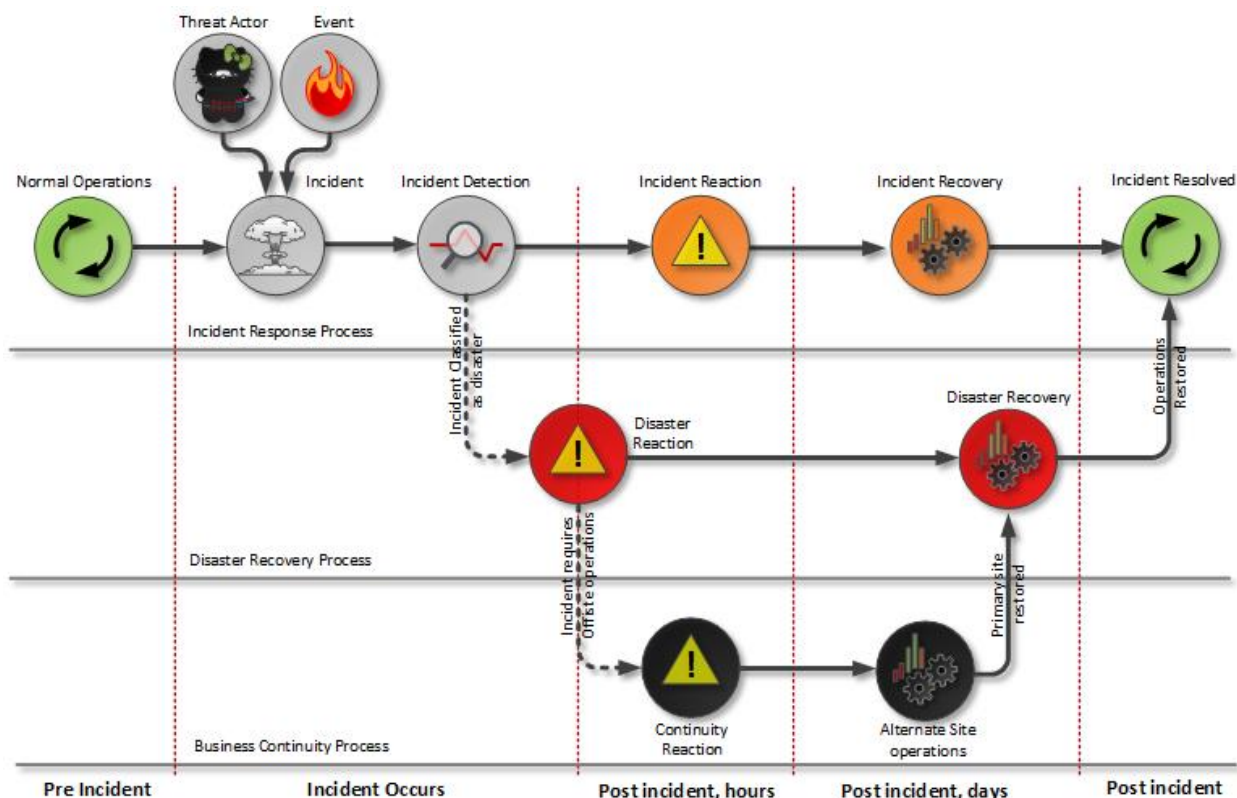 Threat Actor
Event
Normal Operations
Incident
Incident Detection
Incident Reaction
Incident Recovery
Incident Resolved
!
Incident Response Process
Incident Classified
as disaster
Operations
Restored
Disaster
Reaction
!
Disaster Recovery
Disaster Recovery Process
Incident requires
Offsite operations
Primary site
restored
!
Continuity
Reaction
Alternate Site
operations
Business Continuity Process
Pre Incident
Incident Occurs
Post incident, hours
Post incident, days
Post incident